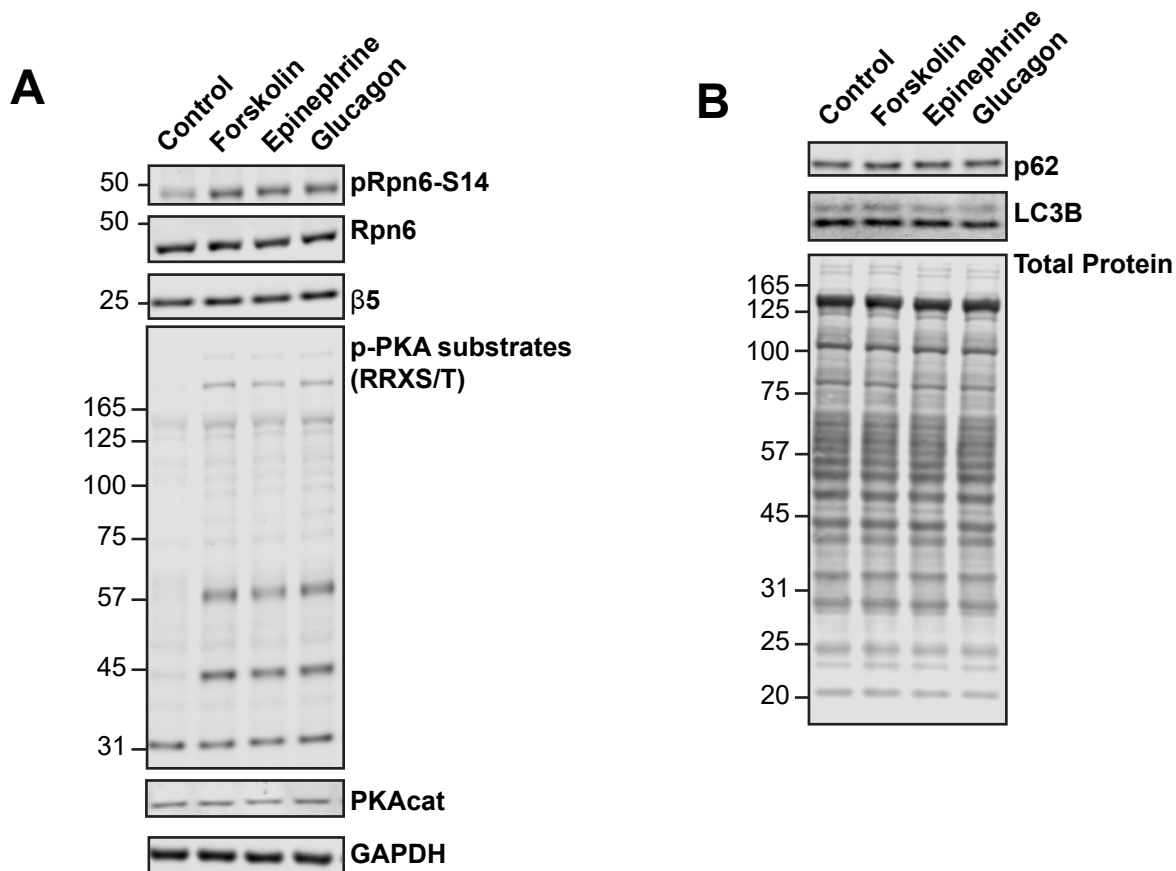 A
Control
Forskolin
Epinephrine
Glucagon
50
pRpn6-S14
50
Rpn6
25
β5
p-PKA substrates
(RRXS/T)
165
125
100
75
57
45
31
PKAcat
GAPDH
B
Control
Forskolin
Epinephrine
Glucagon
p62
LC3B
Total Protein
165
125
100
75
57
45
31
25
20